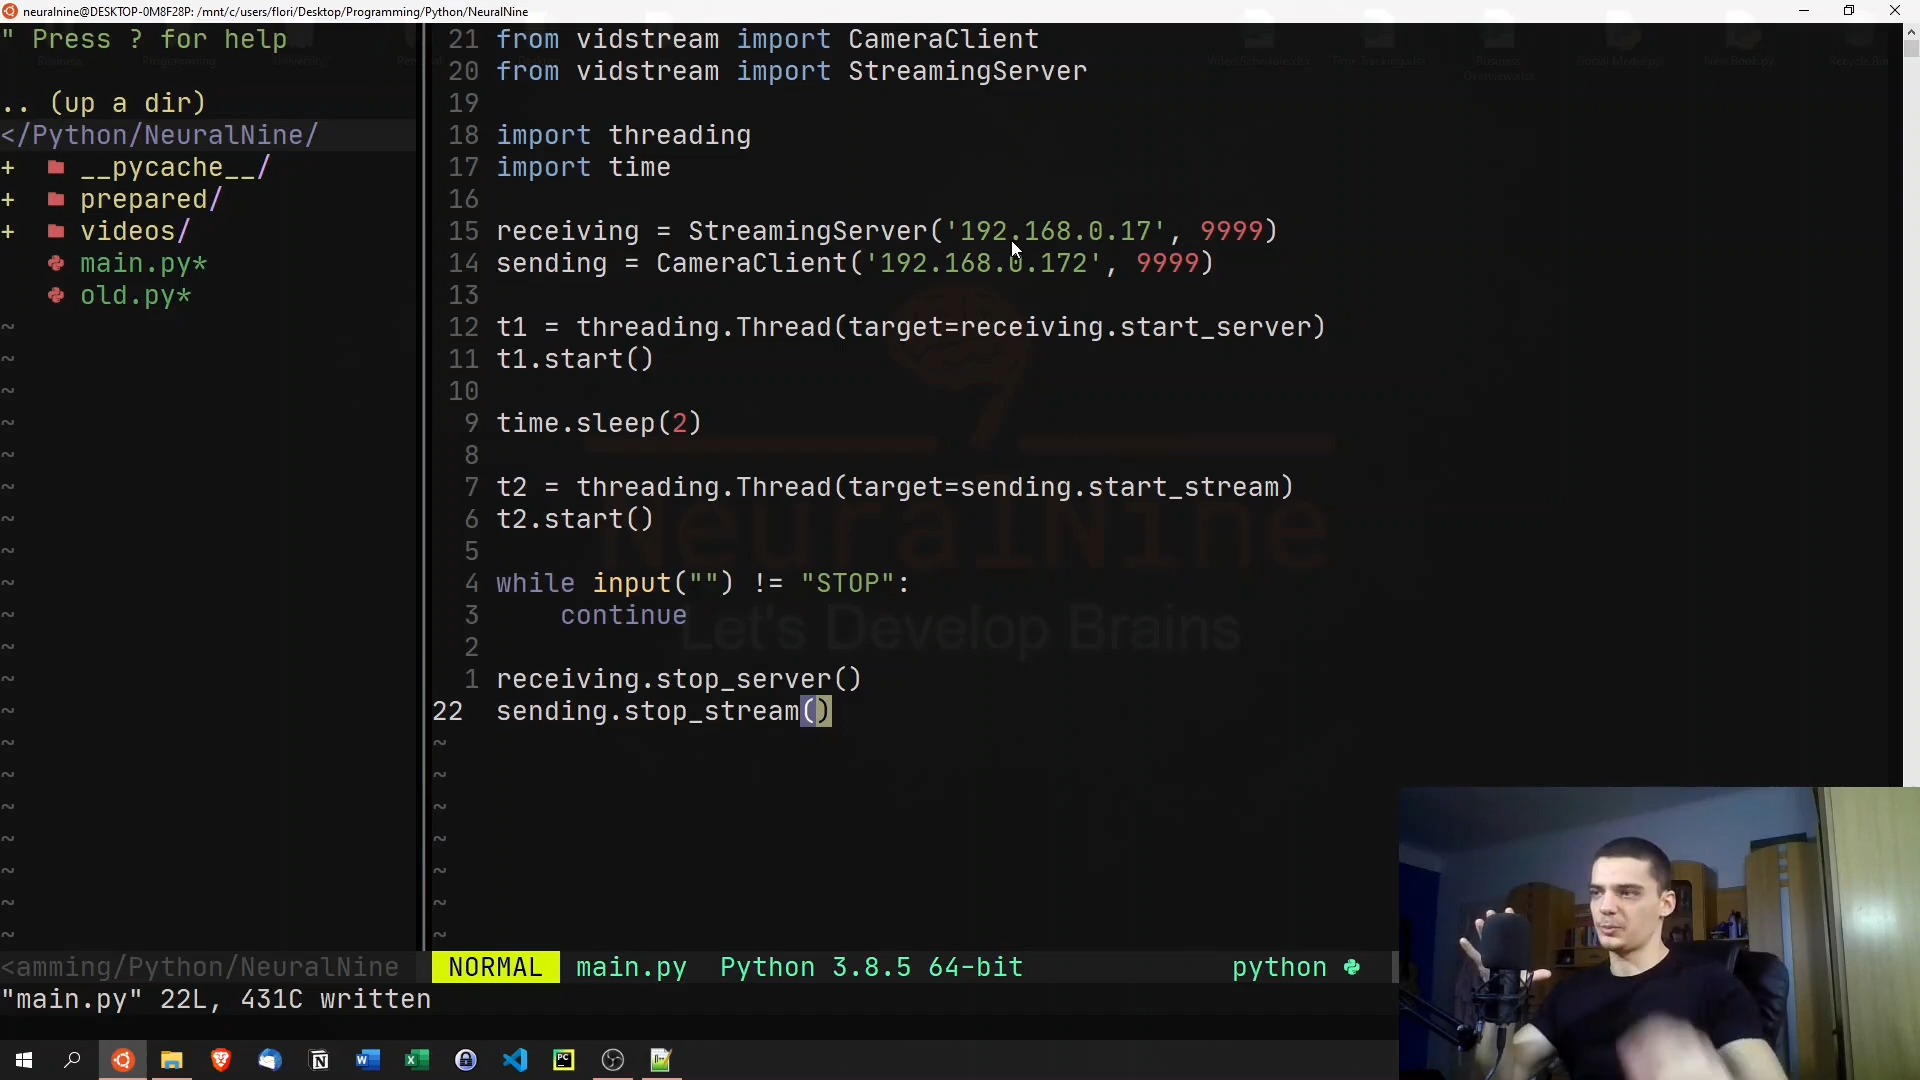 neuralnine@DESKTOP-0M8F28P: /mnt/c/users/flori/Desktop/Programming/Python/NeuralNine
" Press ? for help
.. (up a dir)
</Python/NeuralNine/
+ __pycache__/
+ prepared/
+ videos/
main.py*
old.py*
21 from vidstream import CameraClient
20 from vidstream import StreamingServer
19
18 import threading
17 import time
16
15 receiving = StreamingServer('192.168.0.17', 9999)
14 sending = CameraClient('192.168.0.172', 9999)
13
12 t1 = threading.Thread(target=receiving.start_server)
11 t1.start()
10
9 time.sleep(2)
8
7 t2 = threading.Thread(target=sending.start_stream)
6 t2.start()
5
4 while input("") != "STOP":
3     continue
2
1 receiving.stop_server()
22 sending.stop_stream()
NeuralNine
Let's Develop Brains
<amming/Python/NeuralNine
NORMAL main.py Python 3.8.5 64-bit python
"main.py" 22L, 431C written